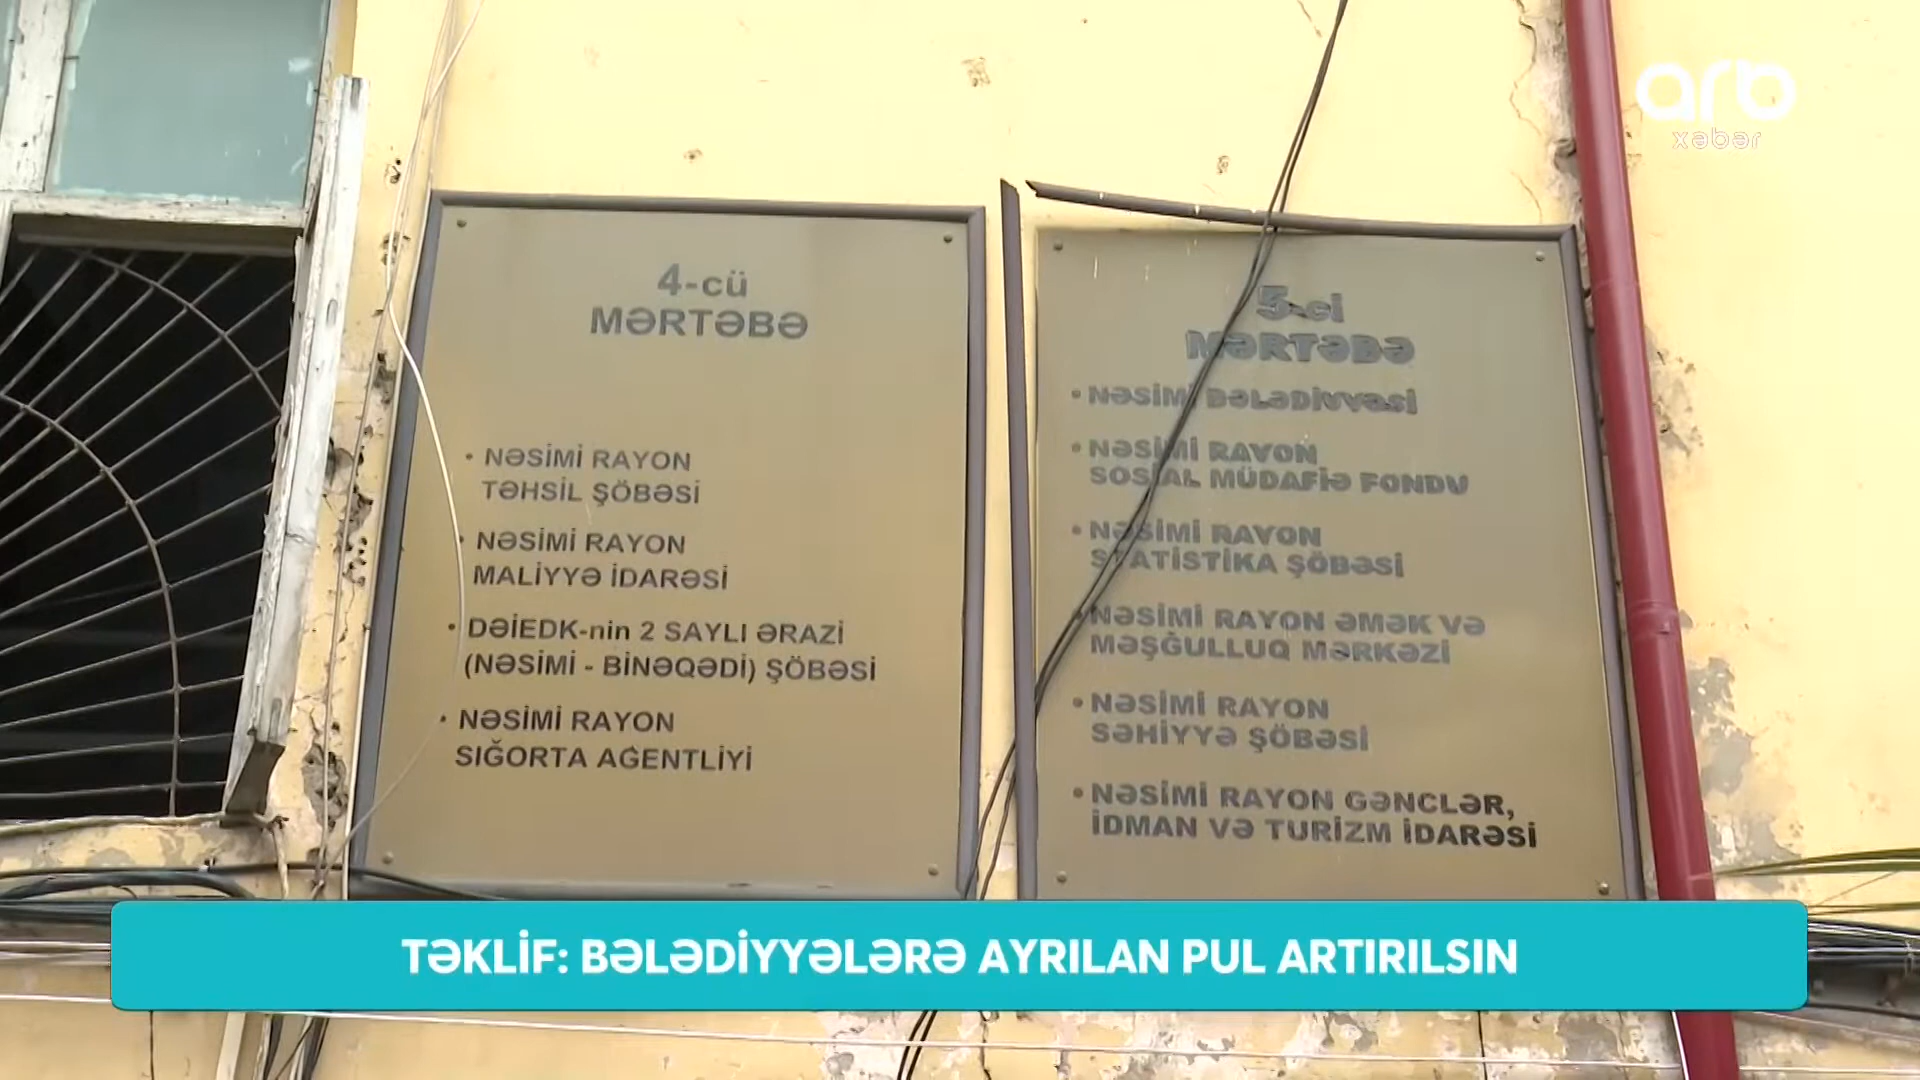 arb
xəbər
4-cü
MƏRTƏBƏ
• NƏSİMİ RAYON
TƏHSİL ŞÖBƏSİ
• NƏSİMİ RAYON
MALİYYƏ İDARƏSİ
• DƏİEDK-nin 2 SAYLI ƏRAZİ
(NƏSİMİ - BİNƏQƏDİ) ŞÖBƏSİ
• NƏSİMİ RAYON
SIĞORTA AGENTLİYİ
5-ci
MƏRTƏBƏ
• NƏSİMİ BƏLƏDİYYƏSİ
• NƏSİMİ RAYON
SOSİAL MÜDAFİƏ FONDU
• NƏSİMİ RAYON
STATİSTİKA ŞÖBƏSİ
• NƏSİMİ RAYON ƏMƏK VƏ
MƏŞĞULLUQ MƏRKƏZİ
• NƏSİMİ RAYON
SƏHİYYƏ ŞÖBƏSİ
• NƏSİMİ RAYON GƏNCLƏR,
İDMAN VƏ TURİZM İDARƏSİ
TƏKLİF: BƏLƏDİYYƏLƏRƏ AYRILAN PUL ARTIRILSIN